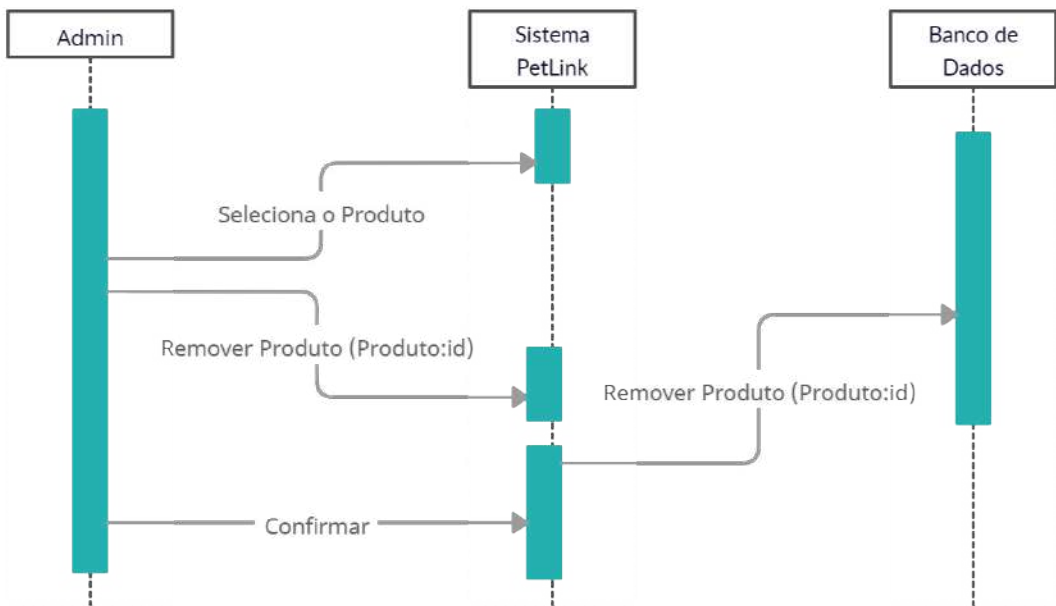 Admin
Sistema
PetLink
Banco de
Dados
Seleciona o Produto
Remover Produto (Produto:id)
Remover Produto (Produto:id)
Confirmar